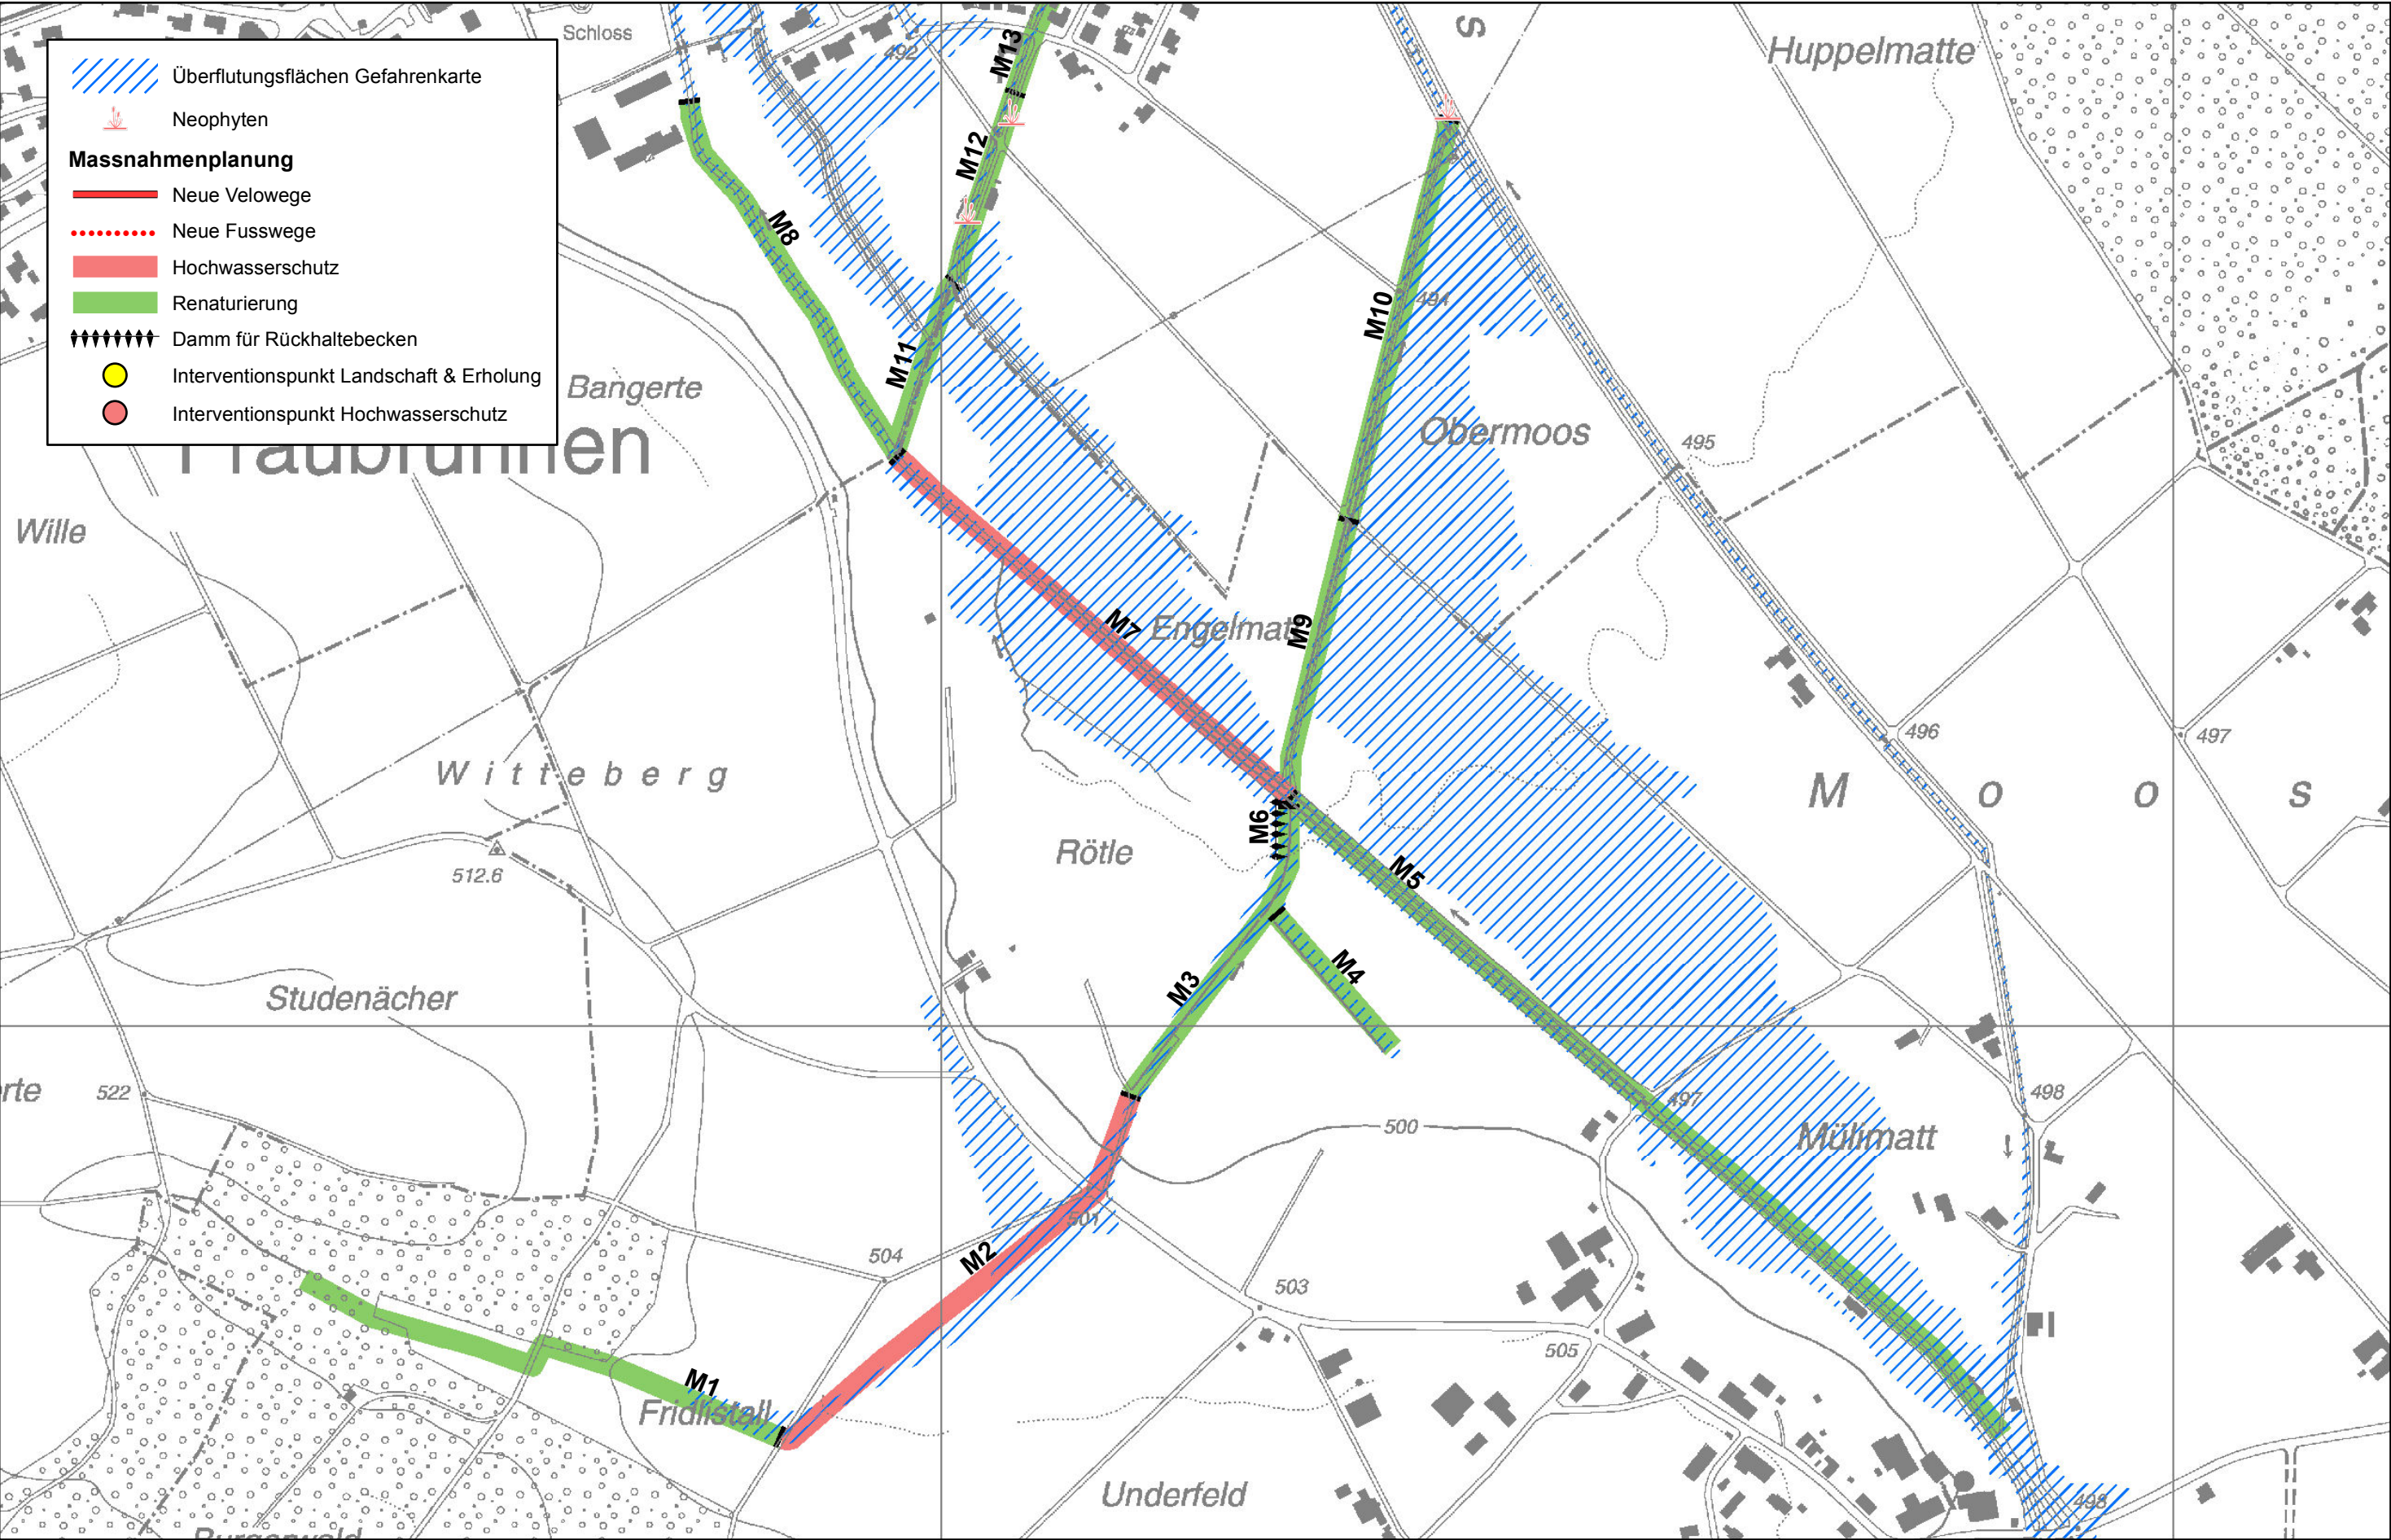 Schloss
492
M13
S
Huppelmatte
Überflutungsflächen Gefahrenkarte
Neophyten
Massnahmenplanung
Neue Velowege
Neue Fusswege
Hochwasserschutz
Renaturierung
Damm für Rückhaltebecken
Interventionspunkt Landschaft & Erholung
Interventionspunkt Hochwasserschutz
M12
M8
M10
494
M11
Bangerte
Obermoos
495
Fraubrunnen
Wille
M7
Engelmatt
M9
496
497
Witteberg
Moos
M6
Rötle
M5
512.6
M4
M3
Studenächer
rte
522
500
497
498
Mülimatt
501
M2
504
503
505
M1
Fridlistall
Underfeld
498
Burgerwald